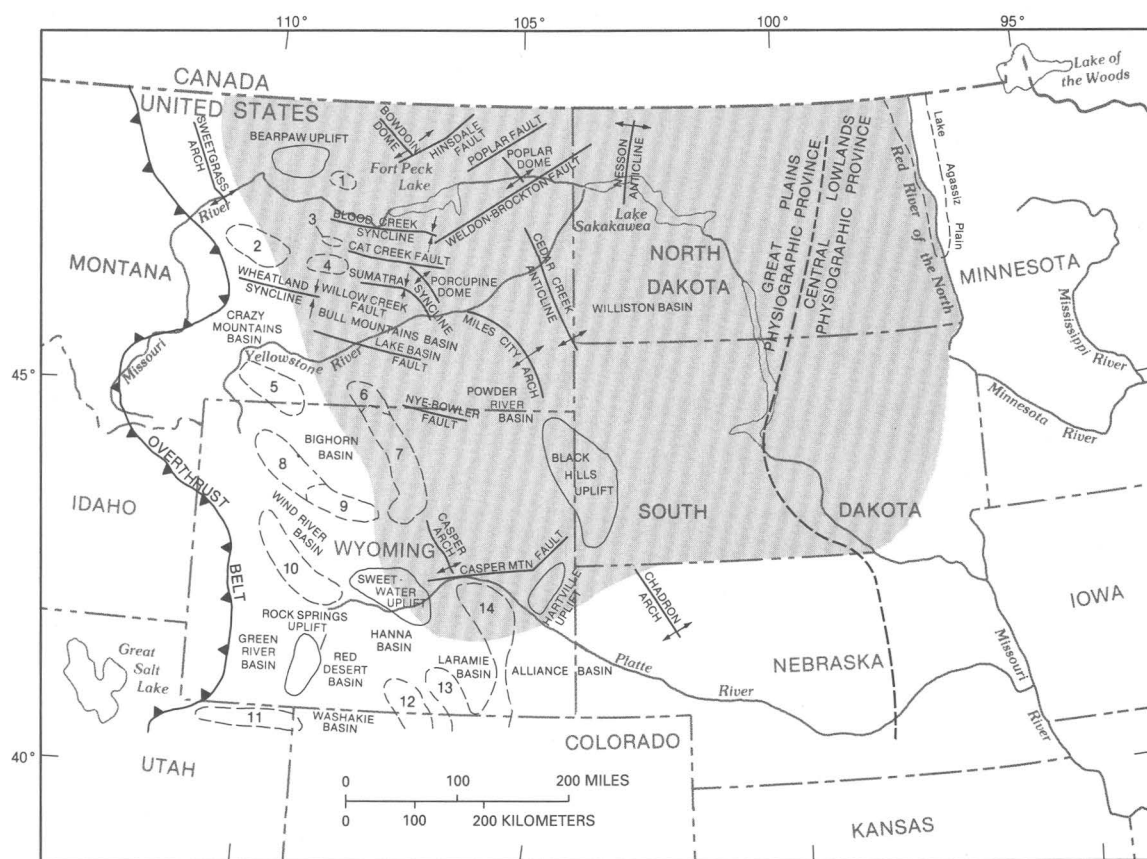 110°
105°
100°
95°
CANADA
UNITED STATES
Lake of
the Woods
SWEETGRASS
ARCH
BEARPAW UPLIFT
BOWDOIN
DOME
HINSDALE
FAULT
POPLAR FAULT
POPLAR
DOME
Fort Peck
Lake
WELDON-BROCKTON FAULT
NESSON
ANTICLINE
Lake
Sakakawea
GREAT PLAINS
PHYSIOGRAPHIC PROVINCE
CENTRAL LOWLANDS
PHYSIOGRAPHIC PROVINCE
Red River of the North
Lake Agassiz Plain
1
River
3
BLOOD CREEK
SYNCLINE
2
CAT CREEK FAULT
4
SUMATRA
SYNCLINE
PORCUPINE
DOME
CEDAR CREEK
ANTICLINE
NORTH
DAKOTA
WILLISTON BASIN
MINNESOTA
Mississippi
River
MONTANA
WHEATLAND
SYNCLINE
WILLOW CREEK
FAULT
BULL MOUNTAINS BASIN
CRAZY
MOUNTAINS
BASIN
LAKE BASIN
FAULT
MILES CITY ARCH
Missouri
Yellowstone River
45°
5
6
NYE-BOWLER
FAULT
POWDER
RIVER
BASIN
Minnesota
River
OVERTHRUST
BELT
BIGHORN
BASIN
7
8
9
BLACK
HILLS
UPLIFT
SOUTH
DAKOTA
IDAHO
WIND RIVER
BASIN
WYOMING
CASPER
ARCH
CASPER MTN FAULT
10
SWEET-
WATER
UPLIFT
HARTVILLE
UPLIFT
CHADRON
ARCH
IOWA
14
ROCK SPRINGS
UPLIFT
HANNA
BASIN
GREEN
RIVER
BASIN
RED
DESERT
BASIN
LARAMIE
BASIN
ALLIANCE BASIN
Platte
River
NEBRASKA
Missouri
River
Great
Salt
Lake
13
12
11
WASHAKIE
BASIN
COLORADO
40°
UTAH
0 100 200 MILES
0 100 200 KILOMETERS
KANSAS